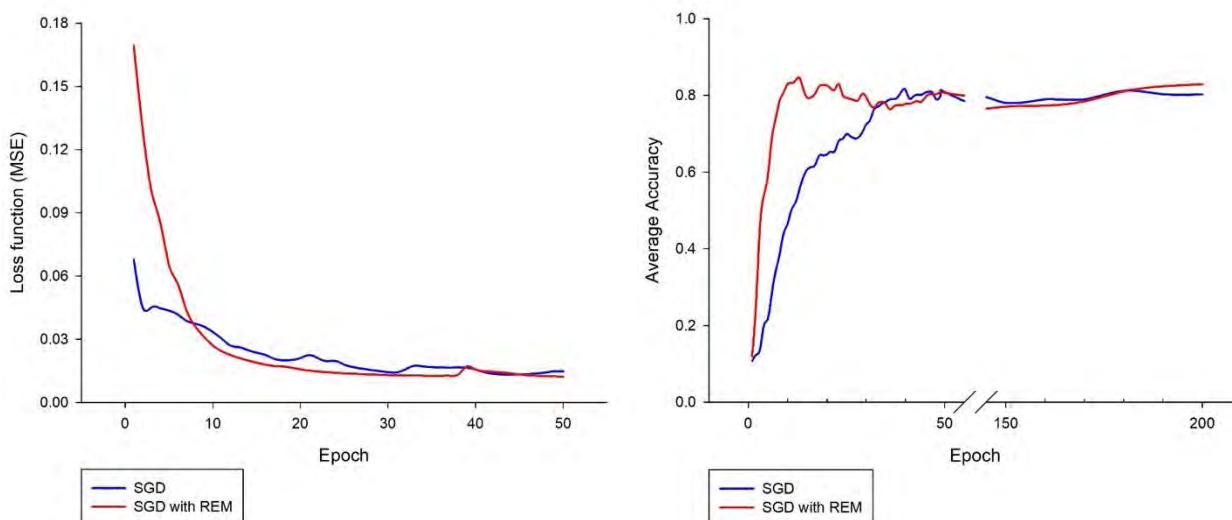 0.18
0.15
0.12
0.09
0.06
0.03
0.00
Loss function (MSE)
0 10 20 30 40 50
Epoch
SGD
SGD with REM
1.0
0.8
0.6
0.4
0.2
0.0
Average Accuracy
0 50 150 200
Epoch
SGD
SGD with REM